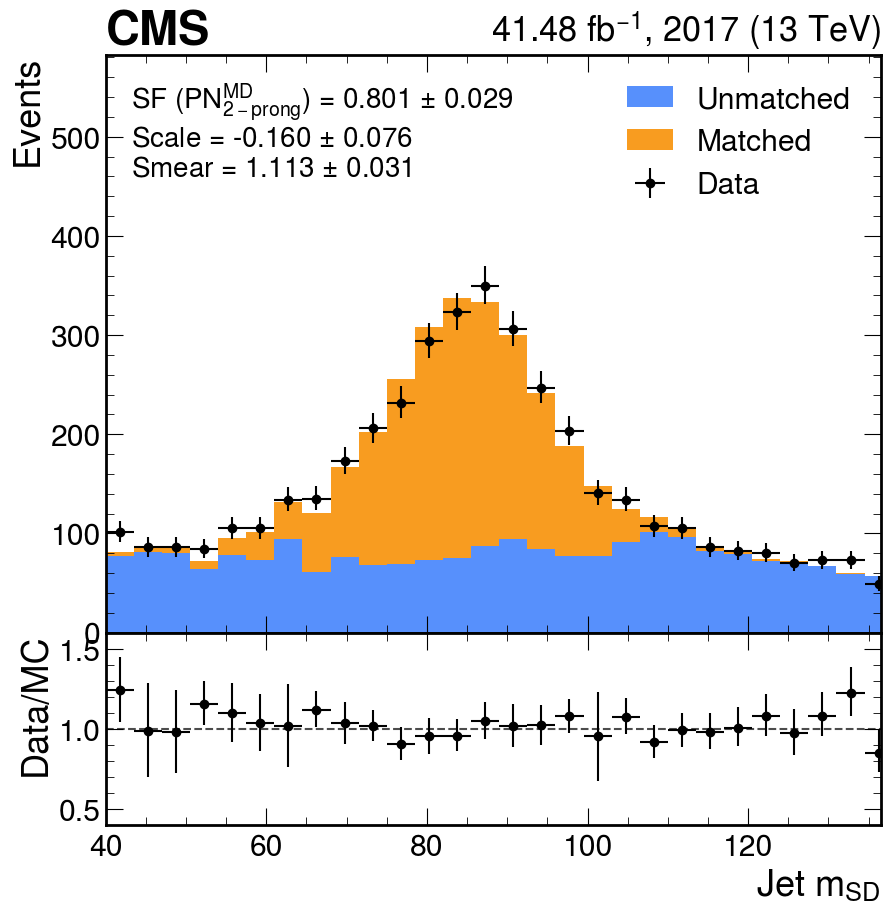 CMS
41.48 fb⁻¹, 2017 (13 TeV)
Events
SF (PN^MD_2−prong) = 0.801 ± 0.029
Scale = -0.160 ± 0.076
Smear = 1.113 ± 0.031
Unmatched
Matched
Data
500
400
300
200
100
0
Data/MC
1.5
1.0
0.5
40 60 80 100 120
Jet m_SD